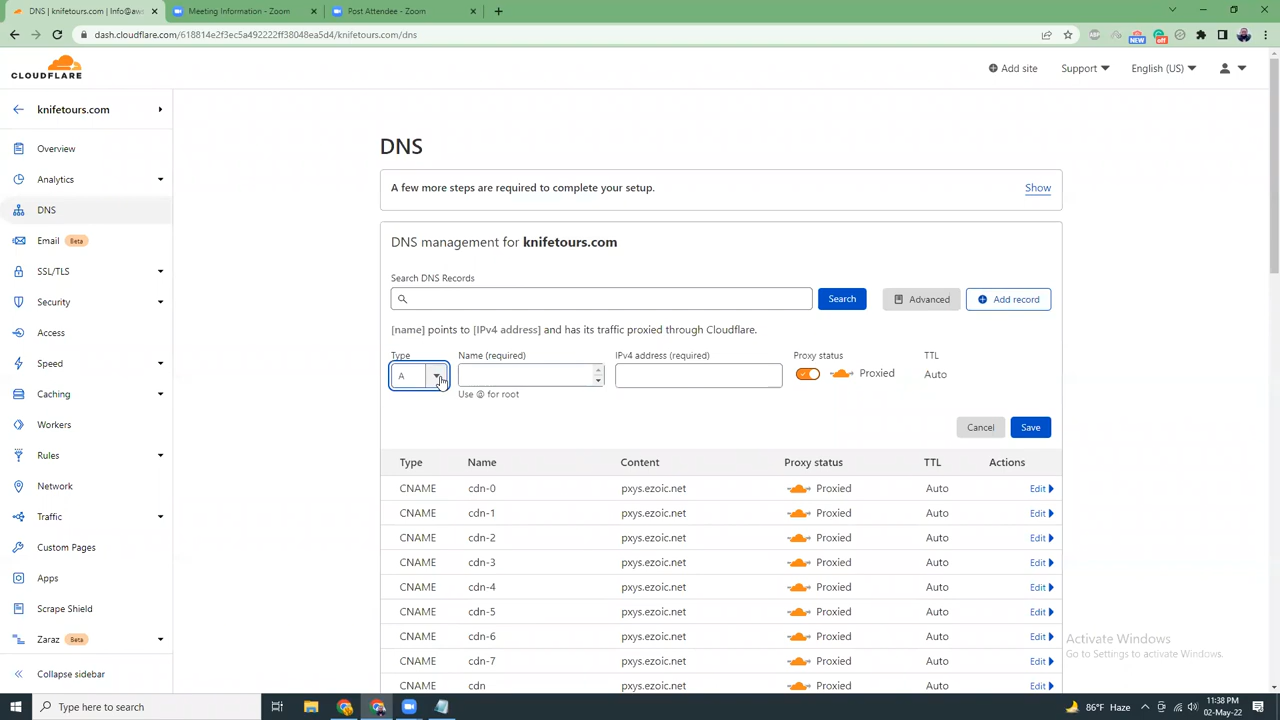 DNS | knifetours.com | Info@aw
Meeting Information - Zoom
Post Attendee - Zoom
dash.cloudflare.com/618814e2f3ec5a492222ff38048ea5d4/knifetours.com/dns
NEW
CLOUDFLARE
Add site
Support
English (US)
knifetours.com
Overview
Analytics
DNS
Email Beta
SSL/TLS
Security
Access
Speed
Caching
Workers
Rules
Network
Traffic
Custom Pages
Apps
Scrape Shield
Zaraz Beta
Collapse sidebar
DNS
A few more steps are required to complete your setup.
Show
DNS management for knifetours.com
Search DNS Records
Search
Advanced
Add record
[name] points to [IPv4 address] and has its traffic proxied through Cloudflare.
Type Name (required) IPv4 address (required) Proxy status TTL
A Proxied Auto
Use @ for root
Cancel Save
Type Name Content Proxy status TTL Actions
CNAME cdn-0 pxys.ezoic.net Proxied Auto Edit
CNAME cdn-1 pxys.ezoic.net Proxied Auto Edit
CNAME cdn-2 pxys.ezoic.net Proxied Auto Edit
CNAME cdn-3 pxys.ezoic.net Proxied Auto Edit
CNAME cdn-4 pxys.ezoic.net Proxied Auto Edit
CNAME cdn-5 pxys.ezoic.net Proxied Auto Edit
CNAME cdn-6 pxys.ezoic.net Proxied Auto Edit
CNAME cdn-7 pxys.ezoic.net Proxied Auto Edit
CNAME cdn pxys.ezoic.net Proxied Auto Edit
Activate Windows
Go to Settings to activate Windows.
Type here to search
86°F Haze
11:38 PM
02-May-22